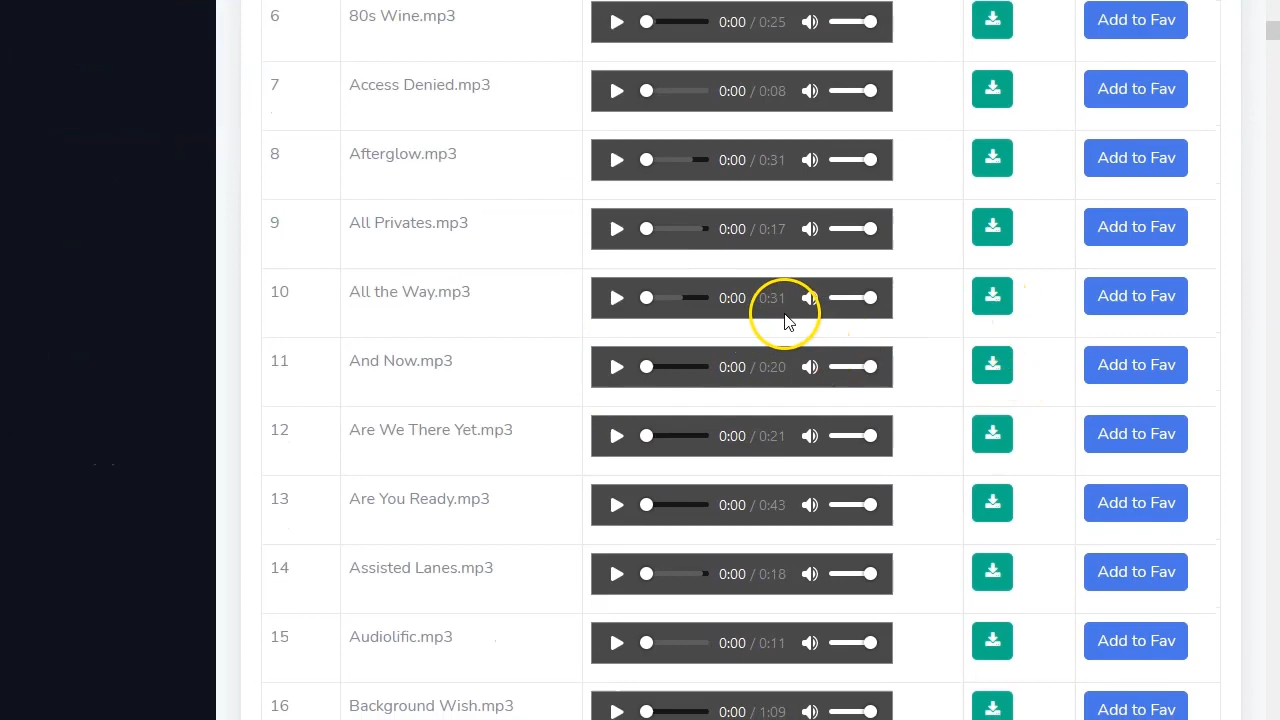 6 80s Wine.mp3 0:00 / 0:25 Add to Fav
7 Access Denied.mp3 0:00 / 0:08 Add to Fav
8 Afterglow.mp3 0:00 / 0:31 Add to Fav
9 All Privates.mp3 0:00 / 0:17 Add to Fav
10 All the Way.mp3 0:00 / 0:31 Add to Fav
11 And Now.mp3 0:00 / 0:20 Add to Fav
12 Are We There Yet.mp3 0:00 / 0:21 Add to Fav
13 Are You Ready.mp3 0:00 / 0:43 Add to Fav
14 Assisted Lanes.mp3 0:00 / 0:18 Add to Fav
15 Audiolific.mp3 0:00 / 0:11 Add to Fav
16 Background Wish.mp3 0:00 / 1:09 Add to Fav